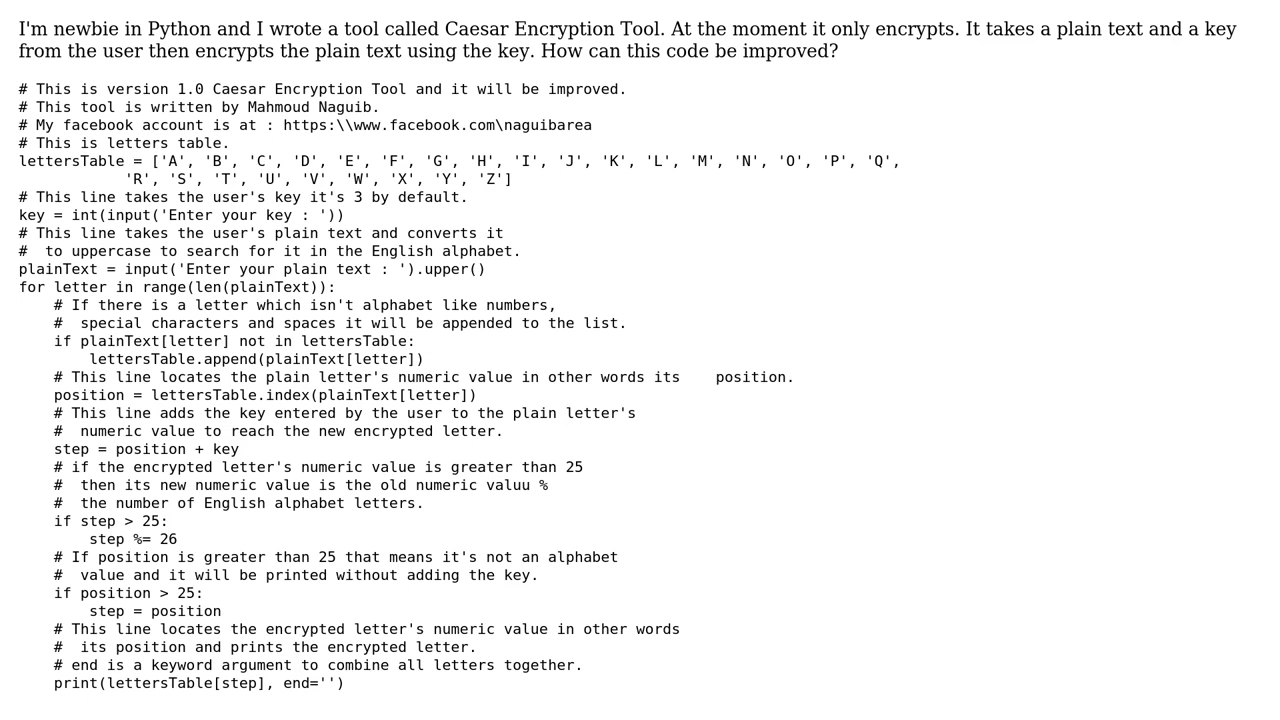 I'm newbie in Python and I wrote a tool called Caesar Encryption Tool. At the moment it only encrypts. It takes a plain text and a key
from the user then encrypts the plain text using the key. How can this code be improved?
# This is version 1.0 Caesar Encryption Tool and it will be improved.
# This tool is written by Mahmoud Naguib.
# My facebook account is at : https:\\www.facebook.com\naguibarea
# This is letters table.
lettersTable = ['A', 'B', 'C', 'D', 'E', 'F', 'G', 'H', 'I', 'J', 'K', 'L', 'M', 'N', 'O', 'P', 'Q',
            'R', 'S', 'T', 'U', 'V', 'W', 'X', 'Y', 'Z']
# This line takes the user's key it's 3 by default.
key = int(input('Enter your key : '))
# This line takes the user's plain text and converts it
#  to uppercase to search for it in the English alphabet.
plainText = input('Enter your plain text : ').upper()
for letter in range(len(plainText)):
    # If there is a letter which isn't alphabet like numbers,
    #  special characters and spaces it will be appended to the list.
    if plainText[letter] not in lettersTable:
        lettersTable.append(plainText[letter])
    # This line locates the plain letter's numeric value in other words its    position.
    position = lettersTable.index(plainText[letter])
    # This line adds the key entered by the user to the plain letter's
    #  numeric value to reach the new encrypted letter.
    step = position + key
    # if the encrypted letter's numeric value is greater than 25
    #  then its new numeric value is the old numeric valuu %
    #  the number of English alphabet letters.
    if step > 25:
        step %= 26
    # If position is greater than 25 that means it's not an alphabet
    #  value and it will be printed without adding the key.
    if position > 25:
        step = position
    # This line locates the encrypted letter's numeric value in other words
    #  its position and prints the encrypted letter.
    # end is a keyword argument to combine all letters together.
    print(lettersTable[step], end='')